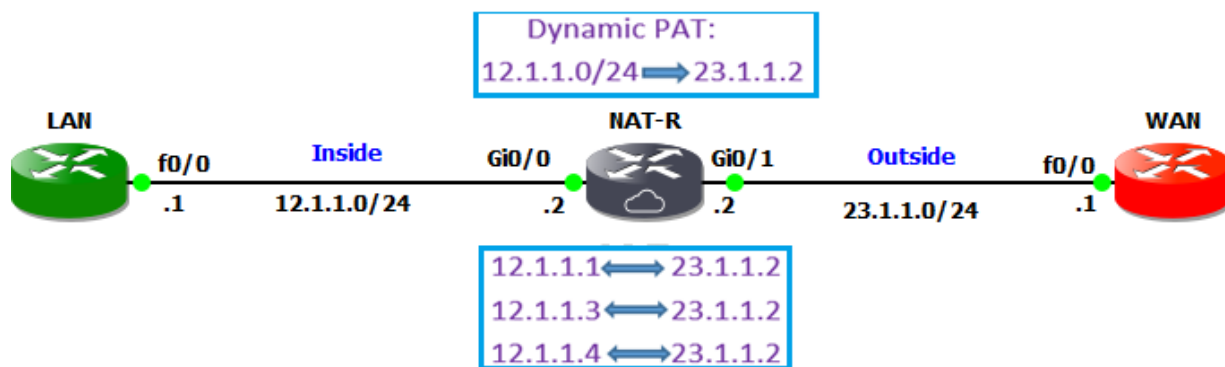 Dynamic PAT:
12.1.1.0/24 ➡ 23.1.1.2
LAN
NAT-R
WAN
f0/0
Inside
Gi0/0
Gi0/1
Outside
f0/0
.1
12.1.1.0/24
.2
.2
23.1.1.0/24
.1
12.1.1.1 ↔ 23.1.1.2
12.1.1.3 ↔ 23.1.1.2
12.1.1.4 ↔ 23.1.1.2